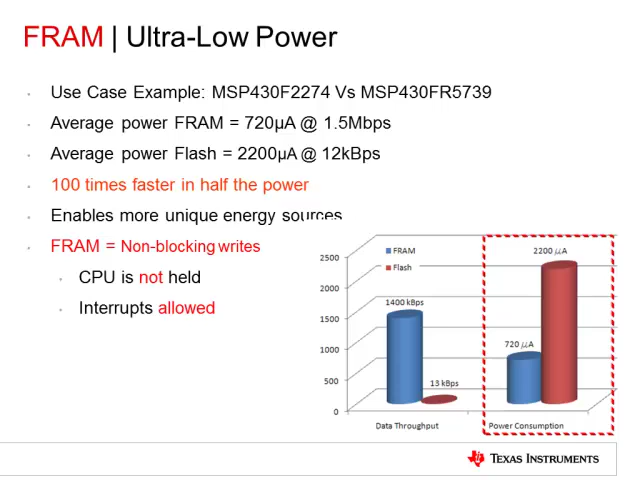 FRAM | Ultra-Low Power
Use Case Example: MSP430F2274 Vs MSP430FR5739
Average power FRAM = 720µA @ 1.5Mbps
Average power Flash = 2200µA @ 12kBps
100 times faster in half the power
Enables more unique energy sources
FRAM = Non-blocking writes
CPU is not held
Interrupts allowed
2500
2000
1500
1000
500
0
FRAM
Flash
1400 kBps
13 kBps
2200 µA
720 µA
Data Throughput
Power Consumption
TEXAS INSTRUMENTS